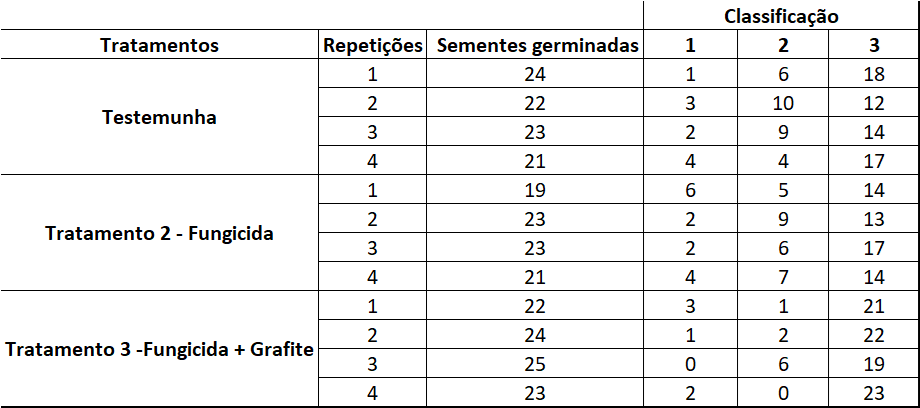 Classificação
Tratamentos Repetições Sementes germinadas 1 2 3
Testemunha
1 24 1 6 18
2 22 3 10 12
3 23 2 9 14
4 21 4 4 17
Tratamento 2 - Fungicida
1 19 6 5 14
2 23 2 9 13
3 23 2 6 17
4 21 4 7 14
Tratamento 3 -Fungicida + Grafite
1 22 3 1 21
2 24 1 2 22
3 25 0 6 19
4 23 2 0 23